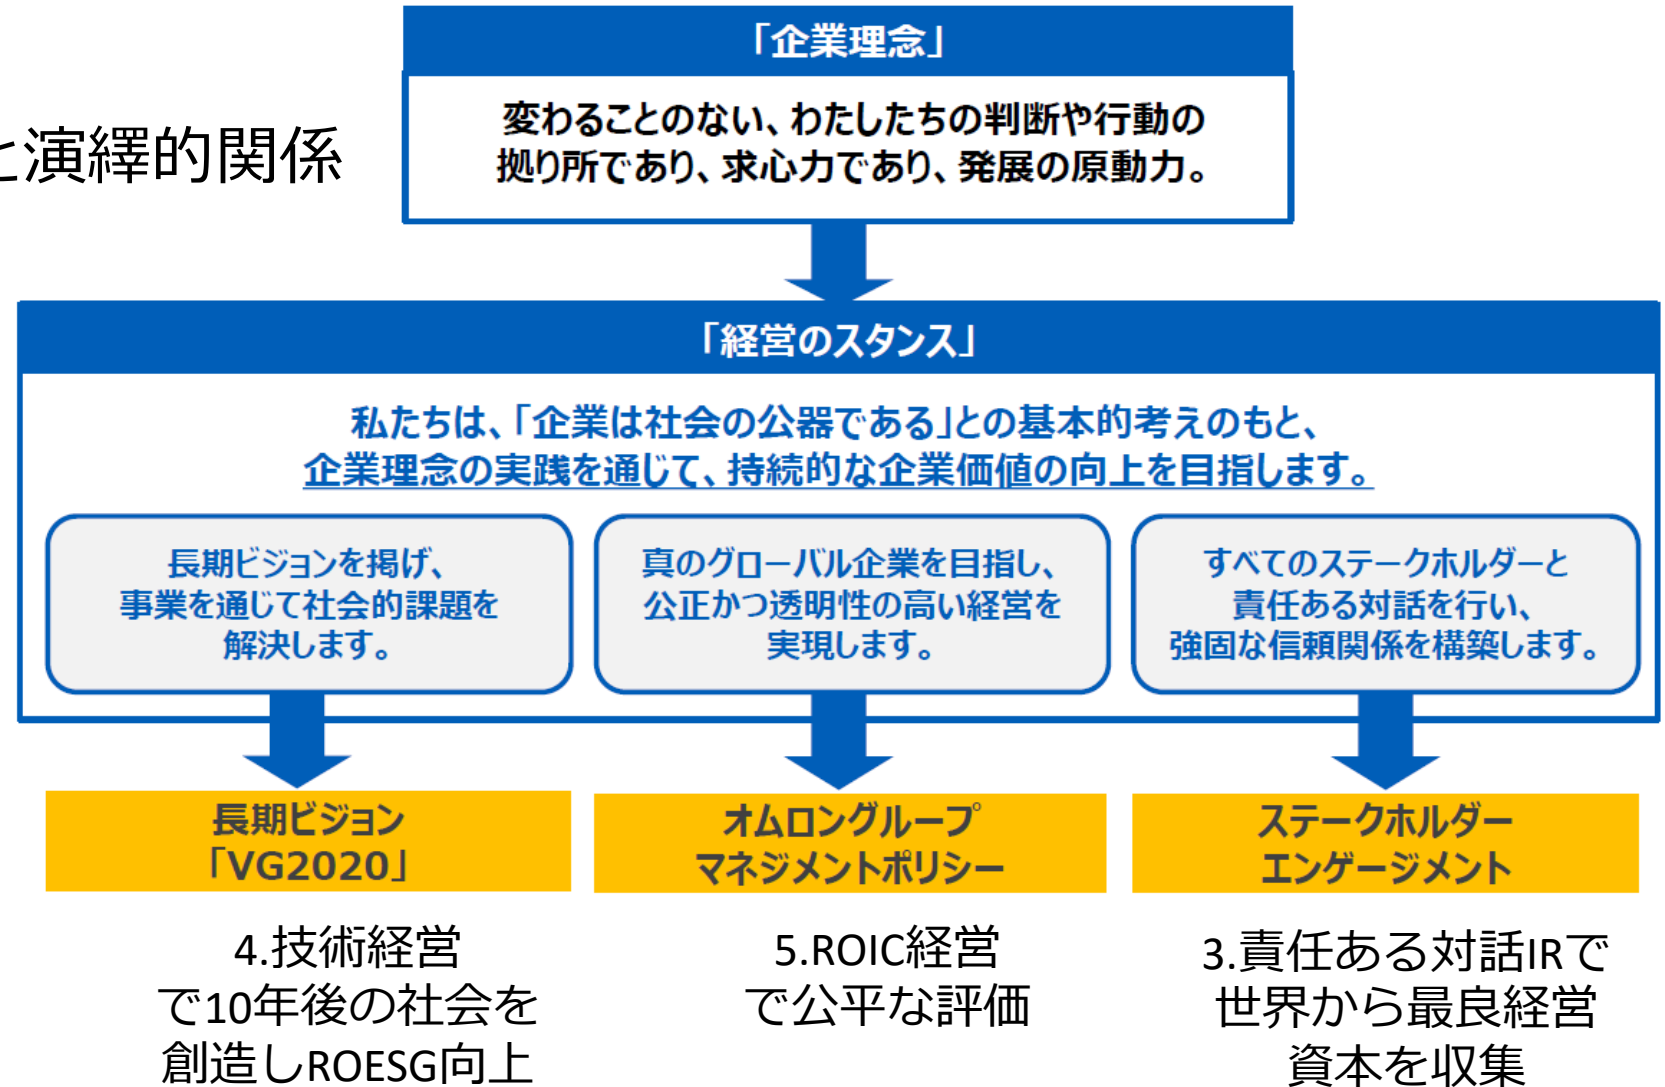 「企業理念」
変わることのない、わたしたちの判断や行動の
拠り所であり、求心力であり、発展の原動力。
と演繹的関係
「経営のスタンス」
私たちは、「企業は社会の公器である」との基本的考えのもと、
企業理念の実践を通じて、持続的な企業価値の向上を目指します。
長期ビジョンを掲げ、
事業を通じて社会的課題を
解決します。
真のグローバル企業を目指し、
公正かつ透明性の高い経営を
実現します。
すべてのステークホルダーと
責任ある対話を行い、
強固な信頼関係を構築します。
長期ビジョン
「VG2020」
オムロングループ
マネジメントポリシー
ステークホルダー
エンゲージメント
4.技術経営
で10年後の社会を
創造しROESG向上
5.ROIC経営
で公平な評価
3.責任ある対話IRで
世界から最良経営
資本を収集